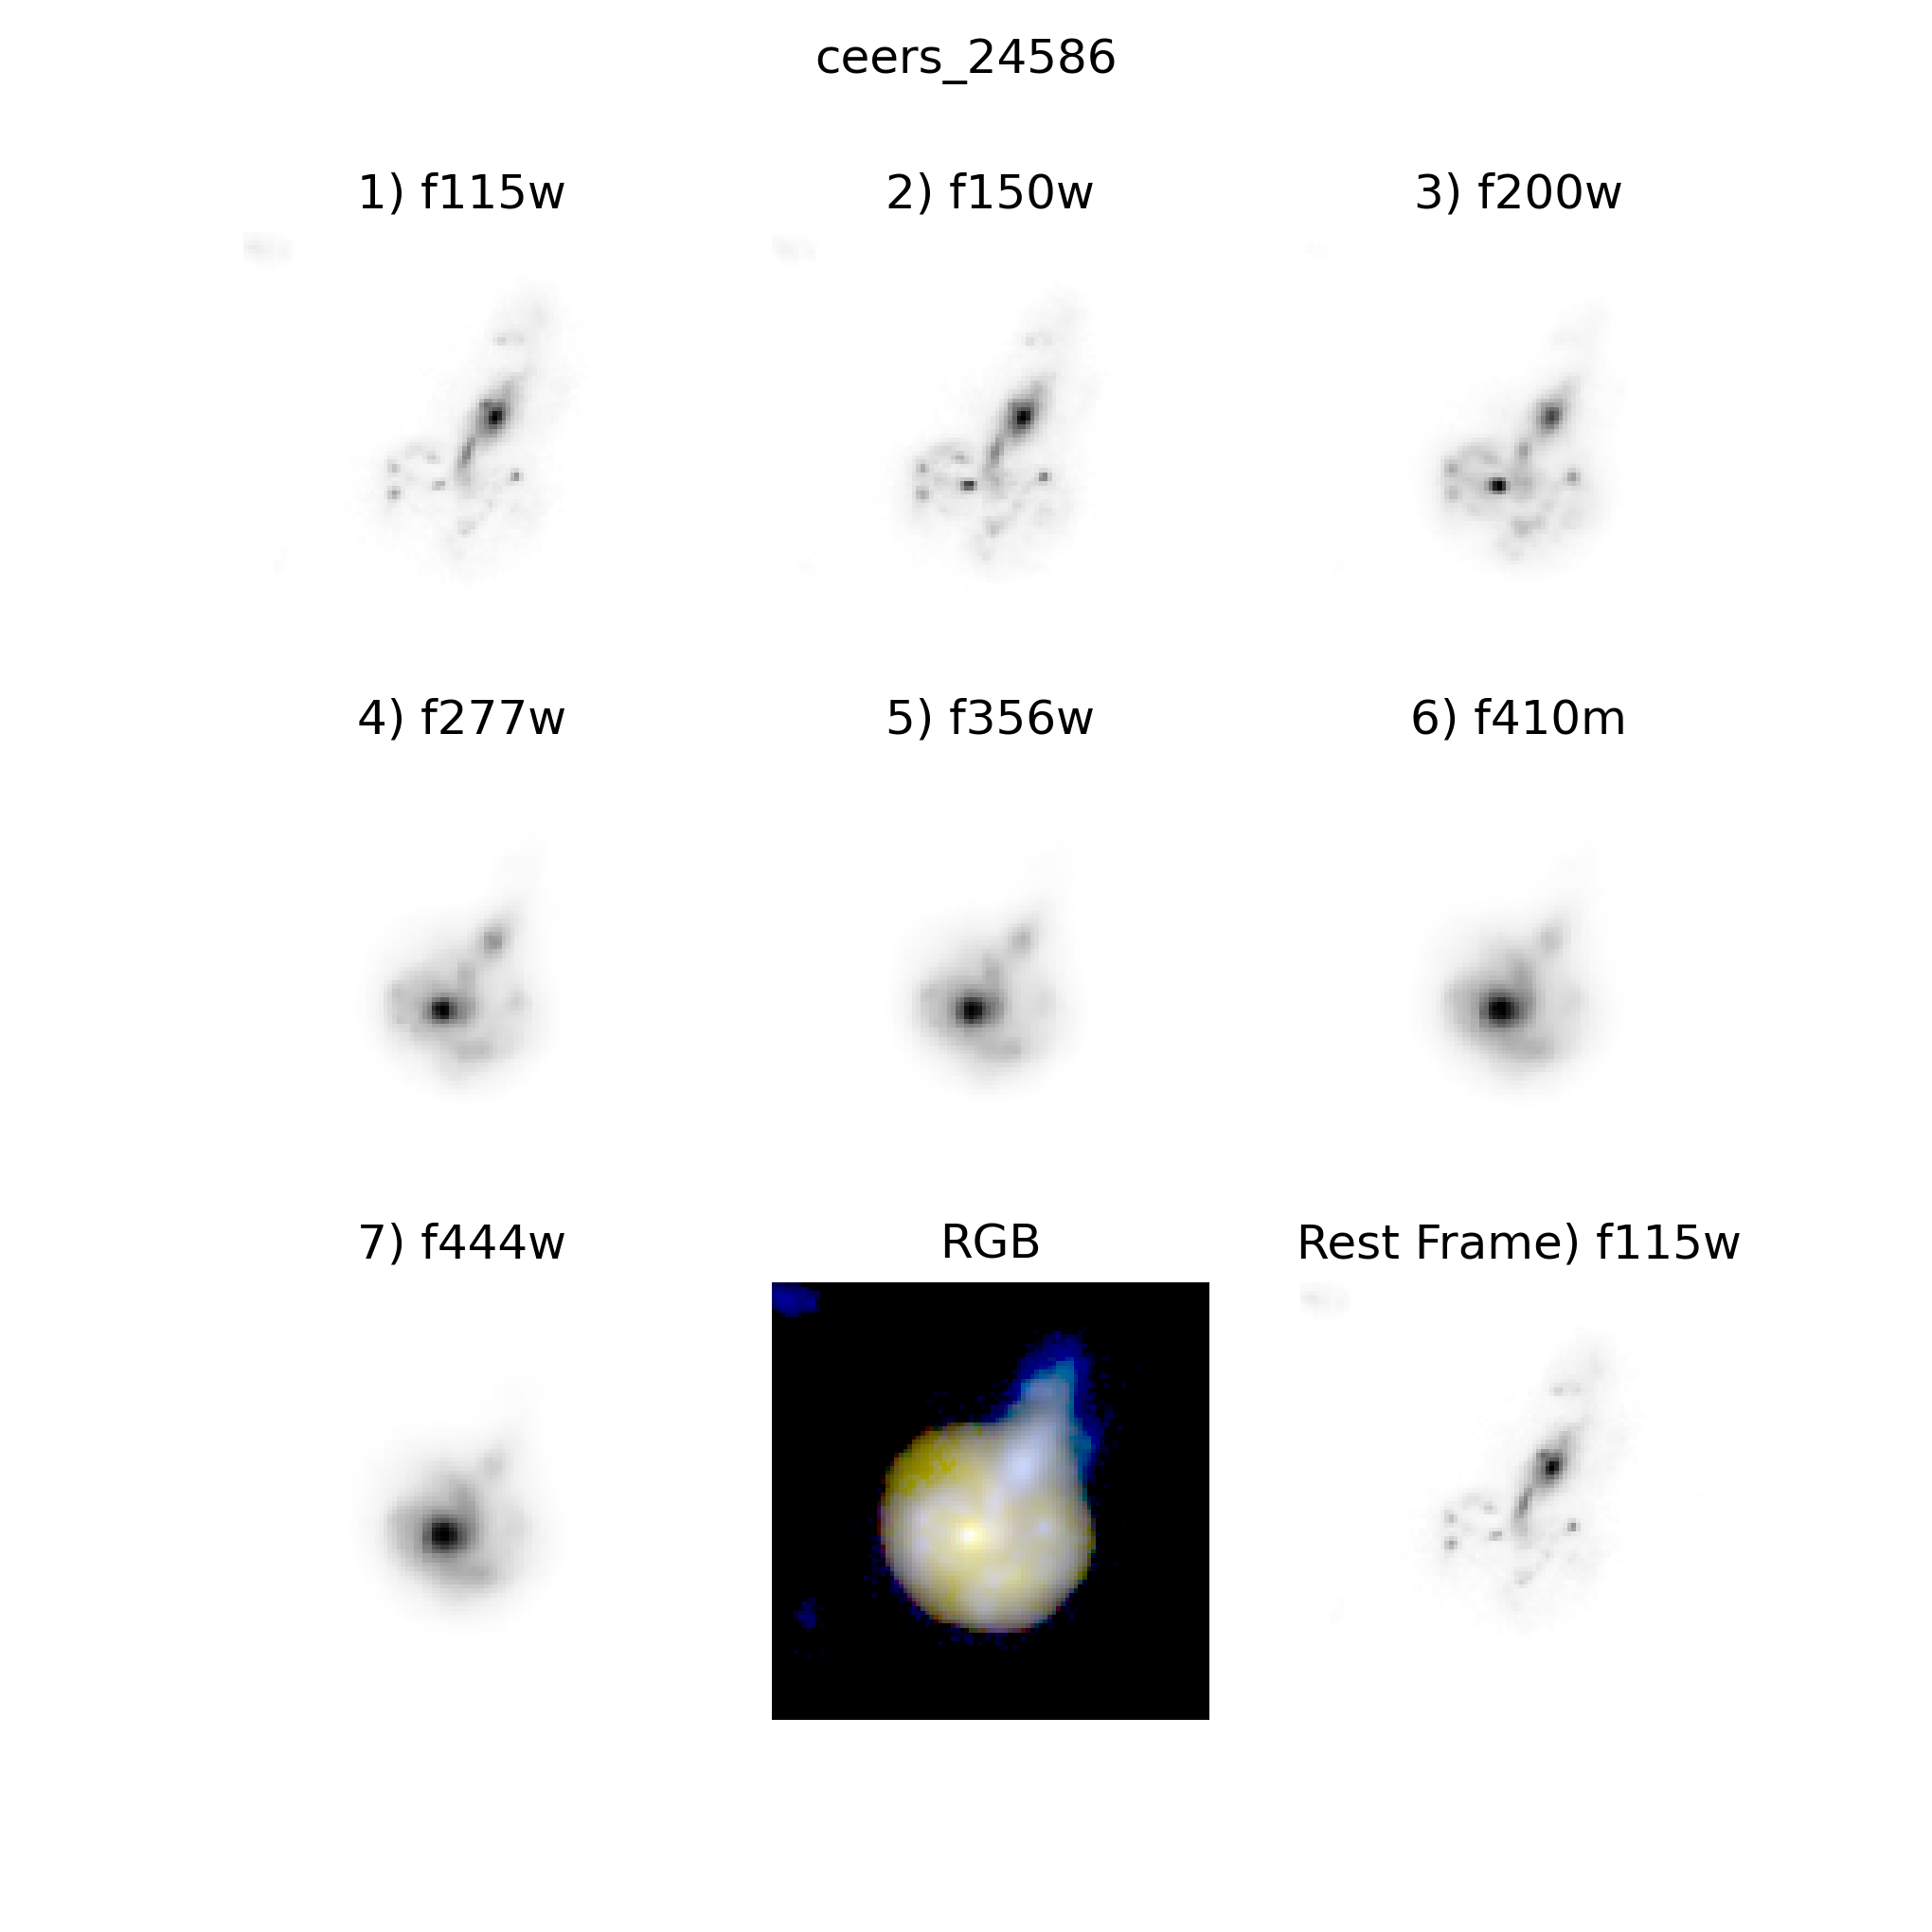 ceers_24586
1) f115w
2) f150w
3) f200w
4) f277w
5) f356w
6) f410m
7) f444w
RGB
Rest Frame) f115w